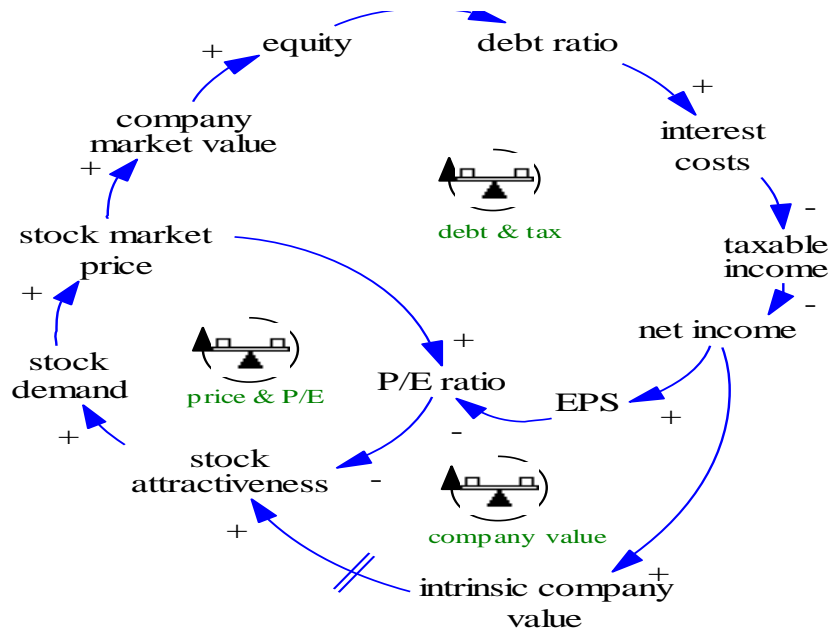 equity
debt ratio
+
+
company
market value
interest
costs
+
-
debt & tax
stock market
price
taxable
income
+
-
net income
+
stock
demand
P/E ratio
price & P/E
EPS
+
-
+
stock
attractiveness
-
+
company value
+
intrinsic company
value